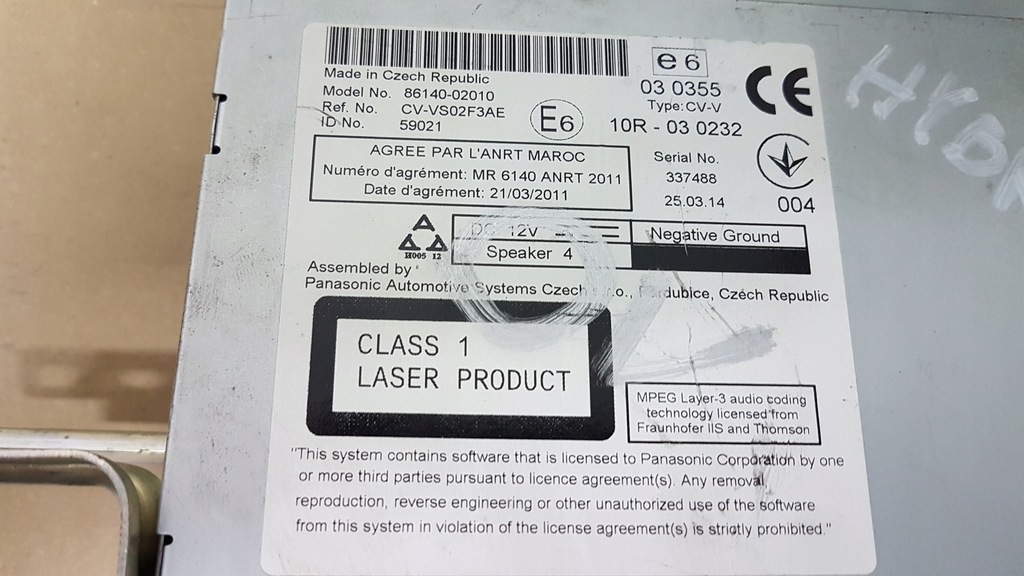 Made in Czech Republic
Model No. 86140-02010
Ref. No. CV-VS02F3AE
ID No. 59021
E6
e6
03 0355
Type:CV-V
10R - 03 0232
CE
AGREE PAR L'ANRT MAROC
Numéro d'agrément: MR 6140 ANRT 2011
Date d'agrément: 21/03/2011
Serial No.
337488
25.03.14
004
H005 12
DC 12V
Negative Ground
Speaker 4
Assembled by
Panasonic Automotive Systems Czech s.r.o., Pardubice, Czech Republic
CLASS 1
LASER PRODUCT
MPEG Layer-3 audio coding
technology licensed from
Fraunhofer IIS and Thomson
"This system contains software that is licensed to Panasonic Corporation by one
or more third parties pursuant to licence agreement(s). Any removal,
reproduction, reverse engineering or other unauthorized use of the software
from this system in violation of the license agreement(s) is strictly prohibited."